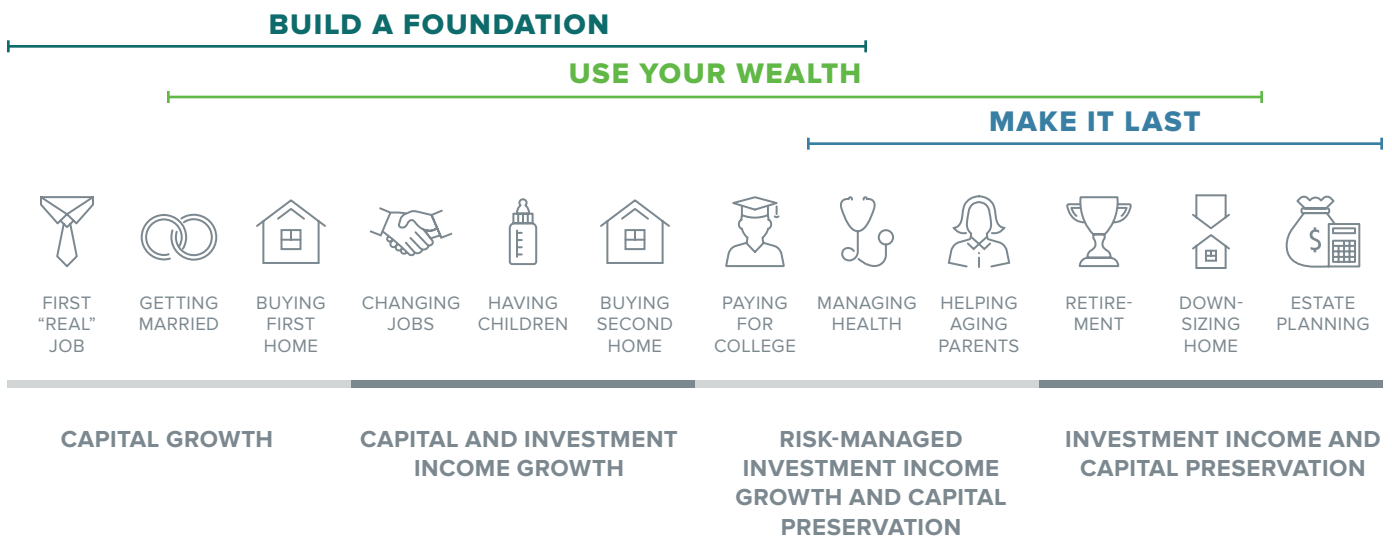 BUILD A FOUNDATION
USE YOUR WEALTH
MAKE IT LAST
$
FIRST
“REAL”
JOB
GETTING
MARRIED
BUYING
FIRST
HOME
CHANGING
JOBS
HAVING
CHILDREN
BUYING
SECOND
HOME
PAYING
FOR
COLLEGE
MANAGING
HEALTH
HELPING
AGING
PARENTS
RETIRE-
MENT
DOWN-
SIZING
HOME
ESTATE
PLANNING
CAPITAL GROWTH
CAPITAL AND INVESTMENT
INCOME GROWTH
RISK-MANAGED
INVESTMENT INCOME
GROWTH AND CAPITAL
PRESERVATION
INVESTMENT INCOME AND
CAPITAL PRESERVATION